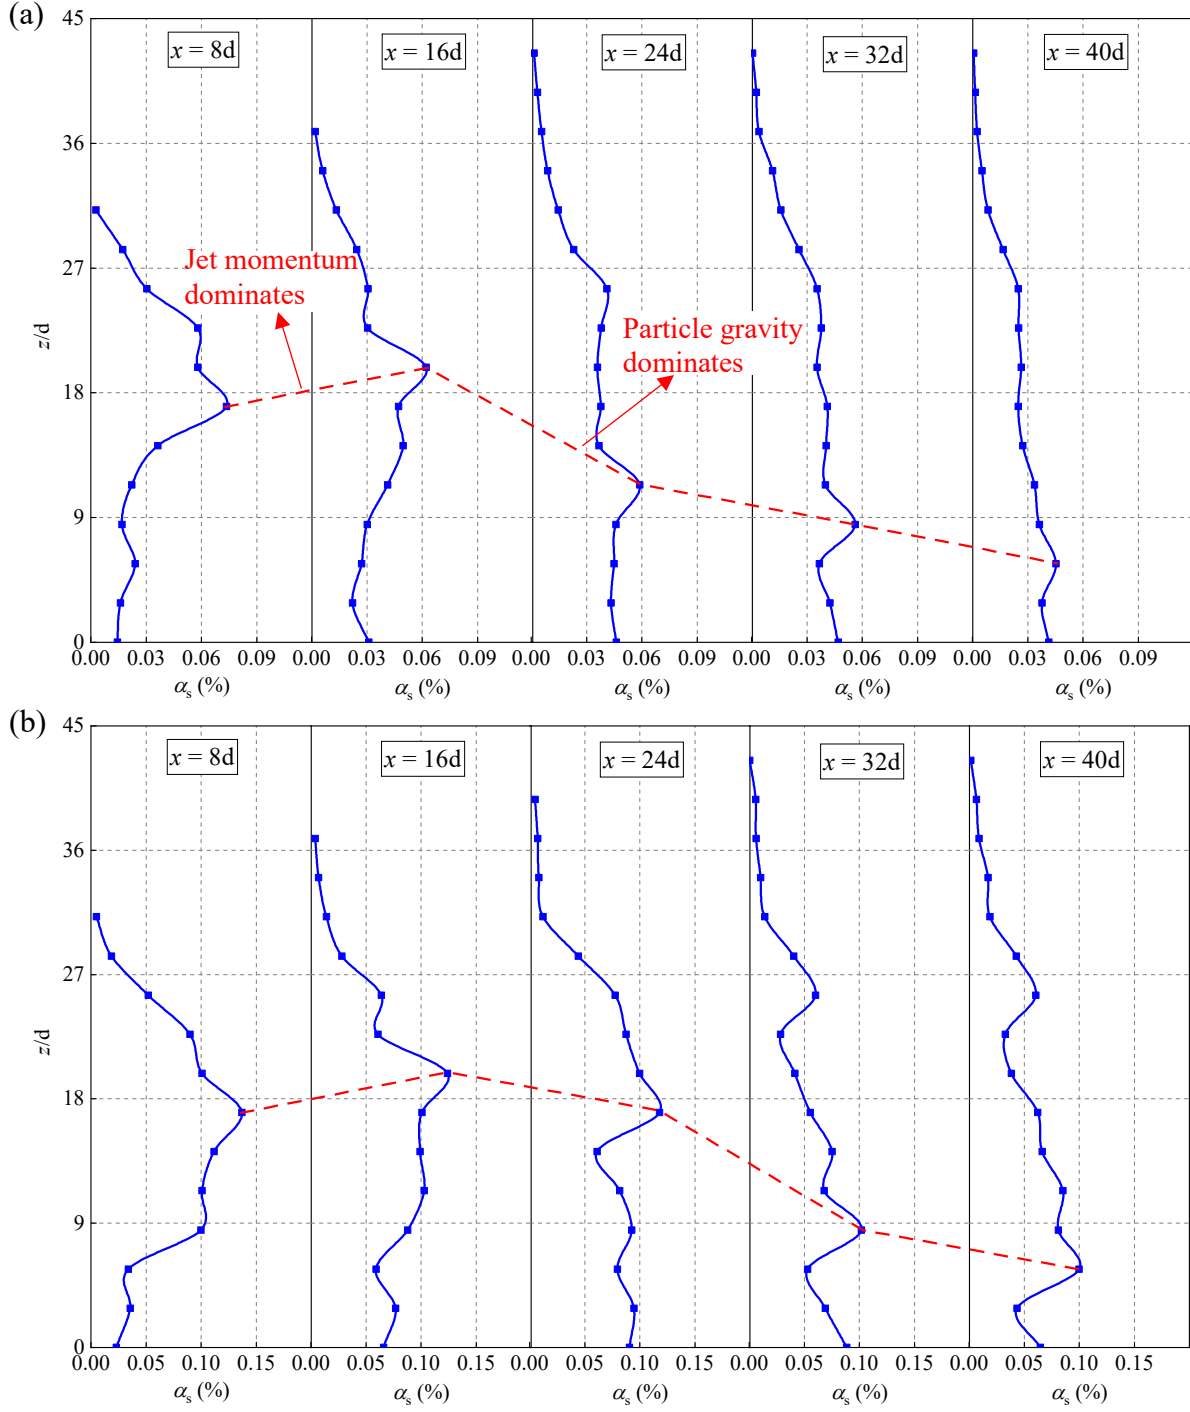 (a)
45
36
27
18
9
0
z/d
x = 8d
x = 16d
x = 24d
x = 32d
x = 40d
Jet momentum
dominates
Particle gravity
dominates
0.00 0.03 0.06 0.09 0.00 0.03 0.06 0.09 0.00 0.03 0.06 0.09 0.00 0.03 0.06 0.09 0.00 0.03 0.06 0.09
αs (%) αs (%) αs (%) αs (%) αs (%)
(b)
45
36
27
18
9
0
z/d
x = 8d
x = 16d
x = 24d
x = 32d
x = 40d
0.00 0.05 0.10 0.15 0.00 0.05 0.10 0.15 0.00 0.05 0.10 0.15 0.00 0.05 0.10 0.15 0.00 0.05 0.10 0.15
αs (%) αs (%) αs (%) αs (%) αs (%)